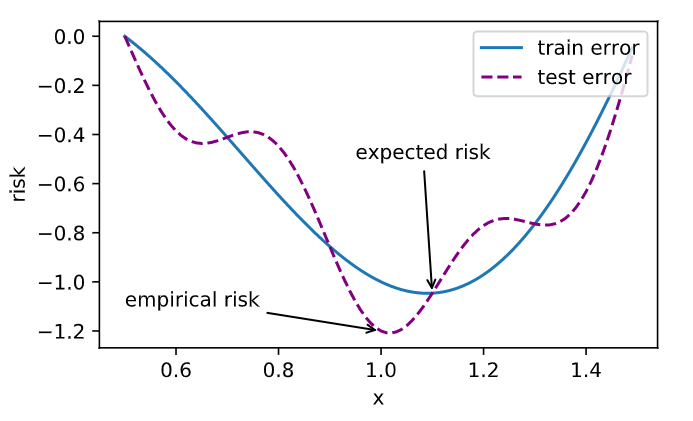 train error
test error
expected risk
empirical risk
risk
0.0
−0.2
−0.4
−0.6
−0.8
−1.0
−1.2
0.6
0.8
1.0
1.2
1.4
x